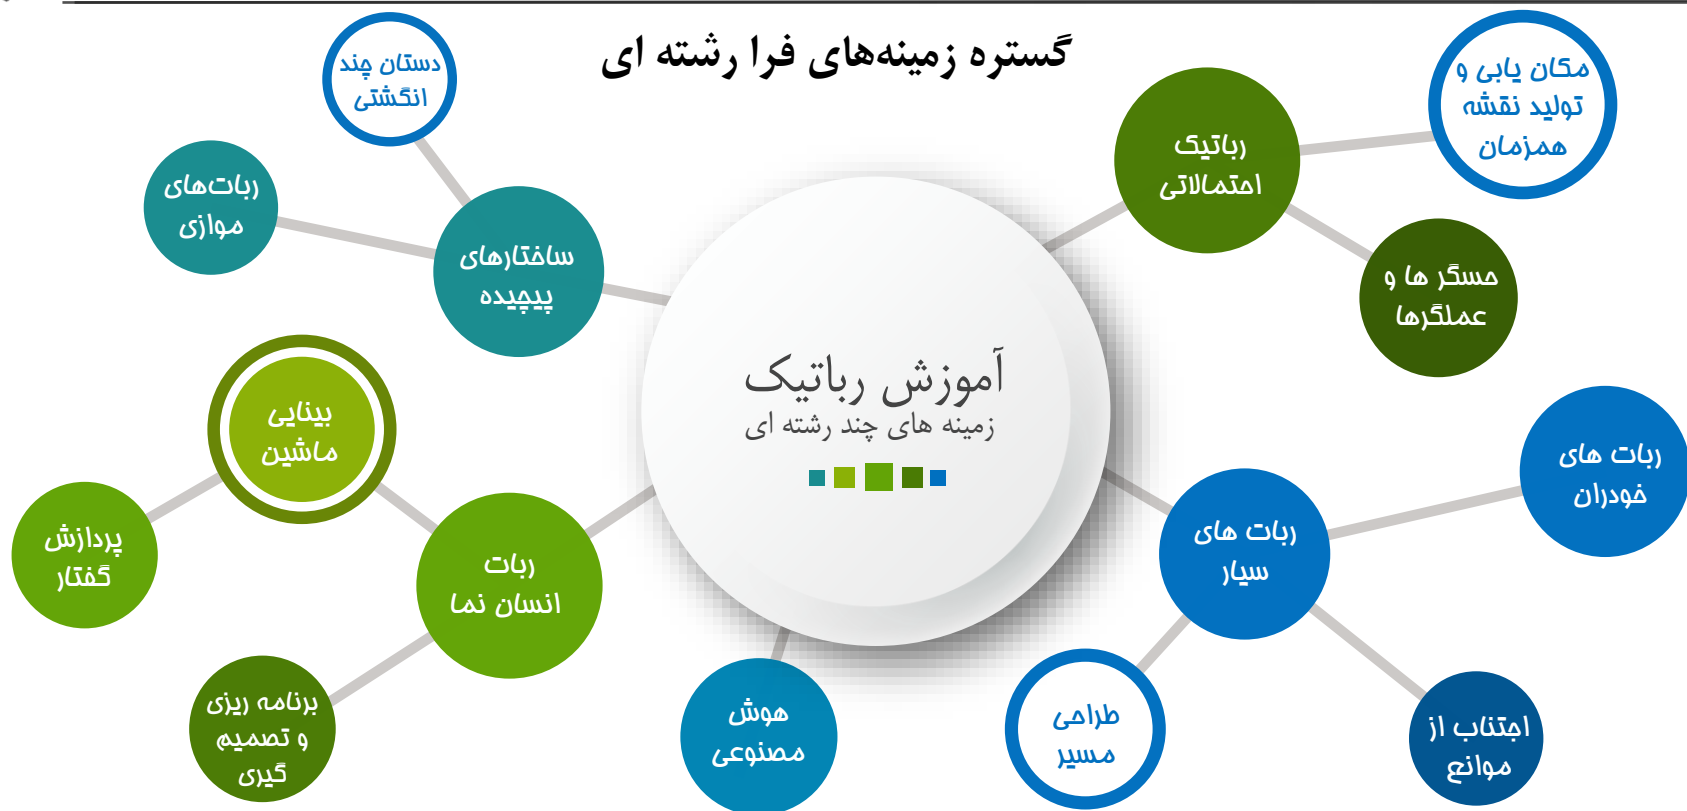 گستره زمینه‌های فرا رشته ای
دستان چند
انگشتی
ربات‌های
موازی
ساختارهای
پیچیده
مکان یابی و
تولید نقشه
همزمان
رباتیک
احتمالاتی
حسگر ها و
عملگرها
آموزش رباتیک
زمینه های چند رشته ای
بینایی
ماشین
پردازش
گفتار
ربات
انسان نما
برنامه ریزی
و تصمیم
گیری
هوش
مصنوعی
ربات های
خودران
ربات های
سیار
طراحی
مسیر
اجتناب از
موانع